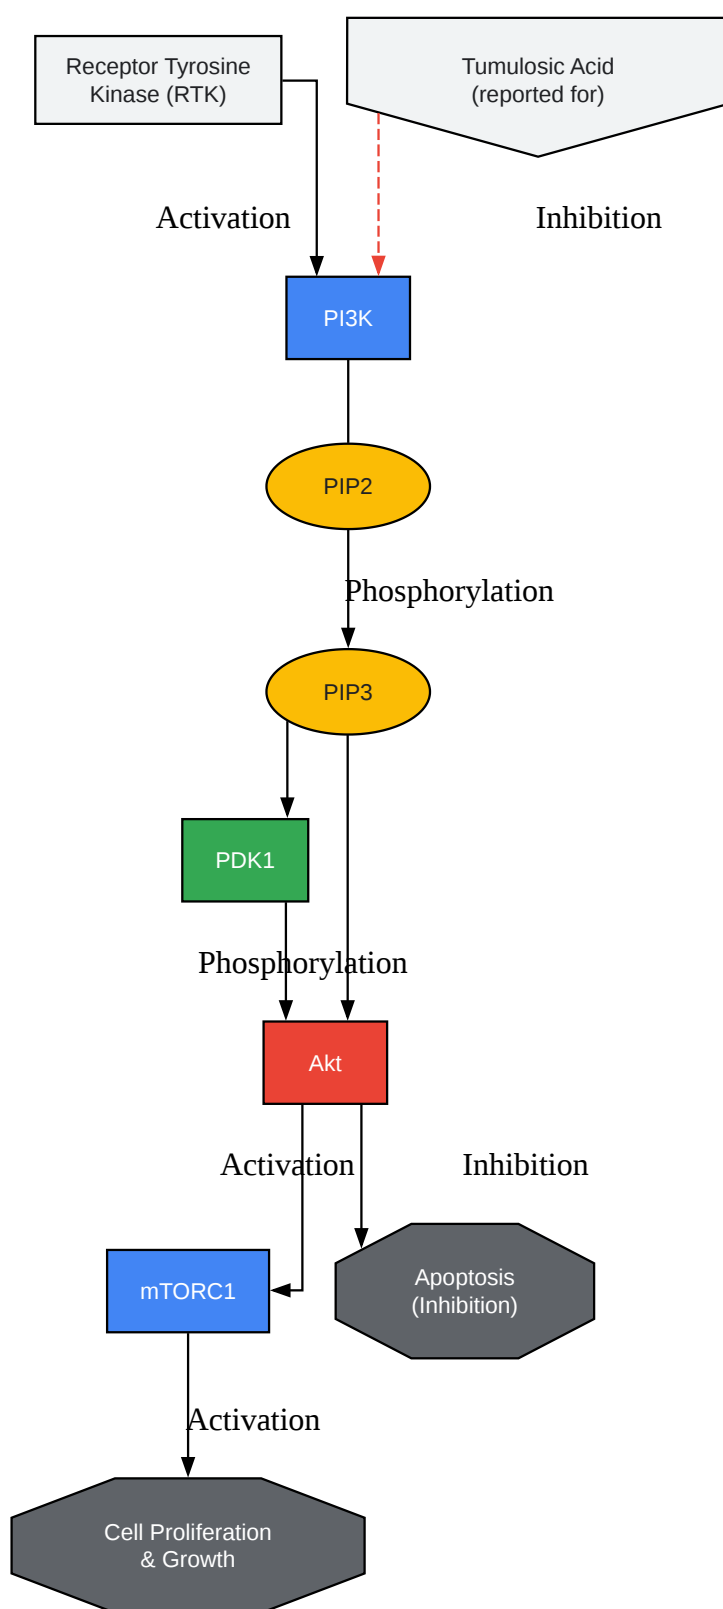 Receptor Tyrosine
Kinase (RTK)
Tumulosic Acid
(reported for)
Activation
Inhibition
PI3K
PIP2
Phosphorylation
PIP3
PDK1
Phosphorylation
Akt
Activation
Inhibition
Apoptosis
(Inhibition)
mTORC1
Activation
Cell Proliferation
& Growth